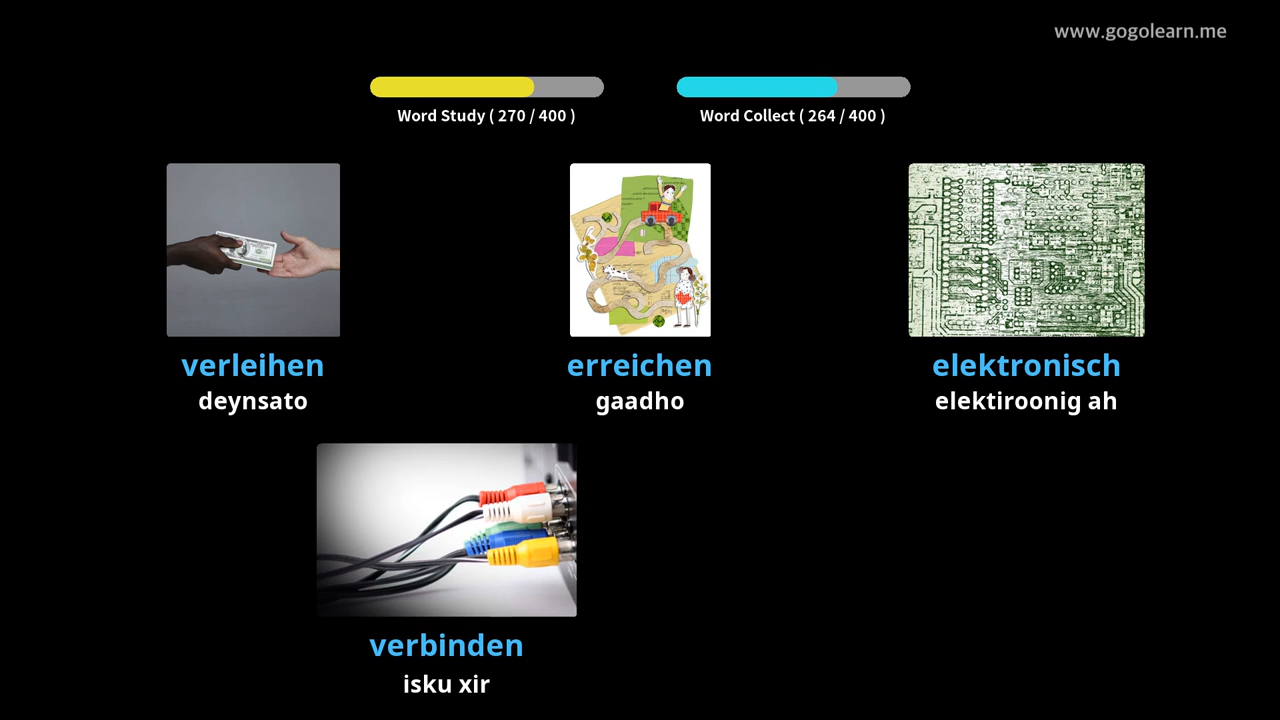 www.gogolearn.me
Word Study ( 270 / 400 )
Word Collect ( 264 / 400 )
verleihen
deynsato
erreichen
gaadho
elektronisch
elektiroonig ah
verbinden
isku xir